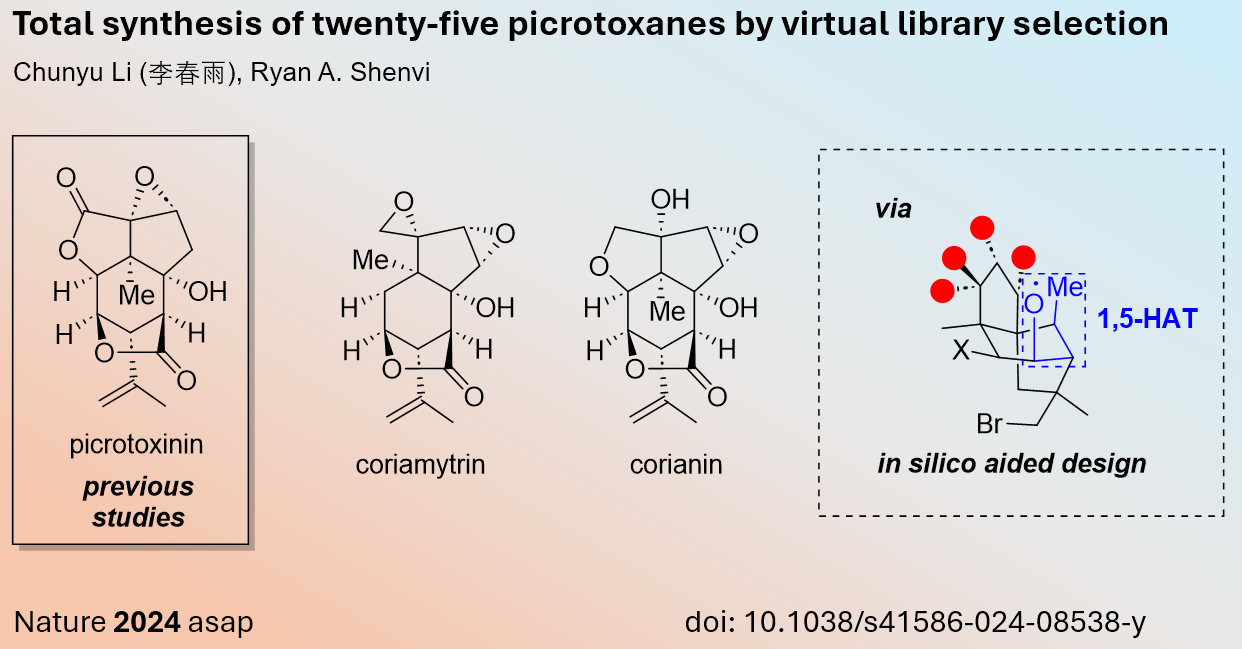 Total synthesis of twenty-five picrotoxanes by virtual library selection
Chunyu Li (李春雨), Ryan A. Shenvi
O
O
O
H
Me
OH
H
H
O
O
picrotoxinin
previous
studies
O
O
Me
H
OH
H
H
O
O
coriamytrin
OH
O
O
H
Me
OH
H
H
O
O
corianin
via
Me
O
1,5-HAT
X
Br
in silico aided design
Nature 2024 asap
doi: 10.1038/s41586-024-08538-y